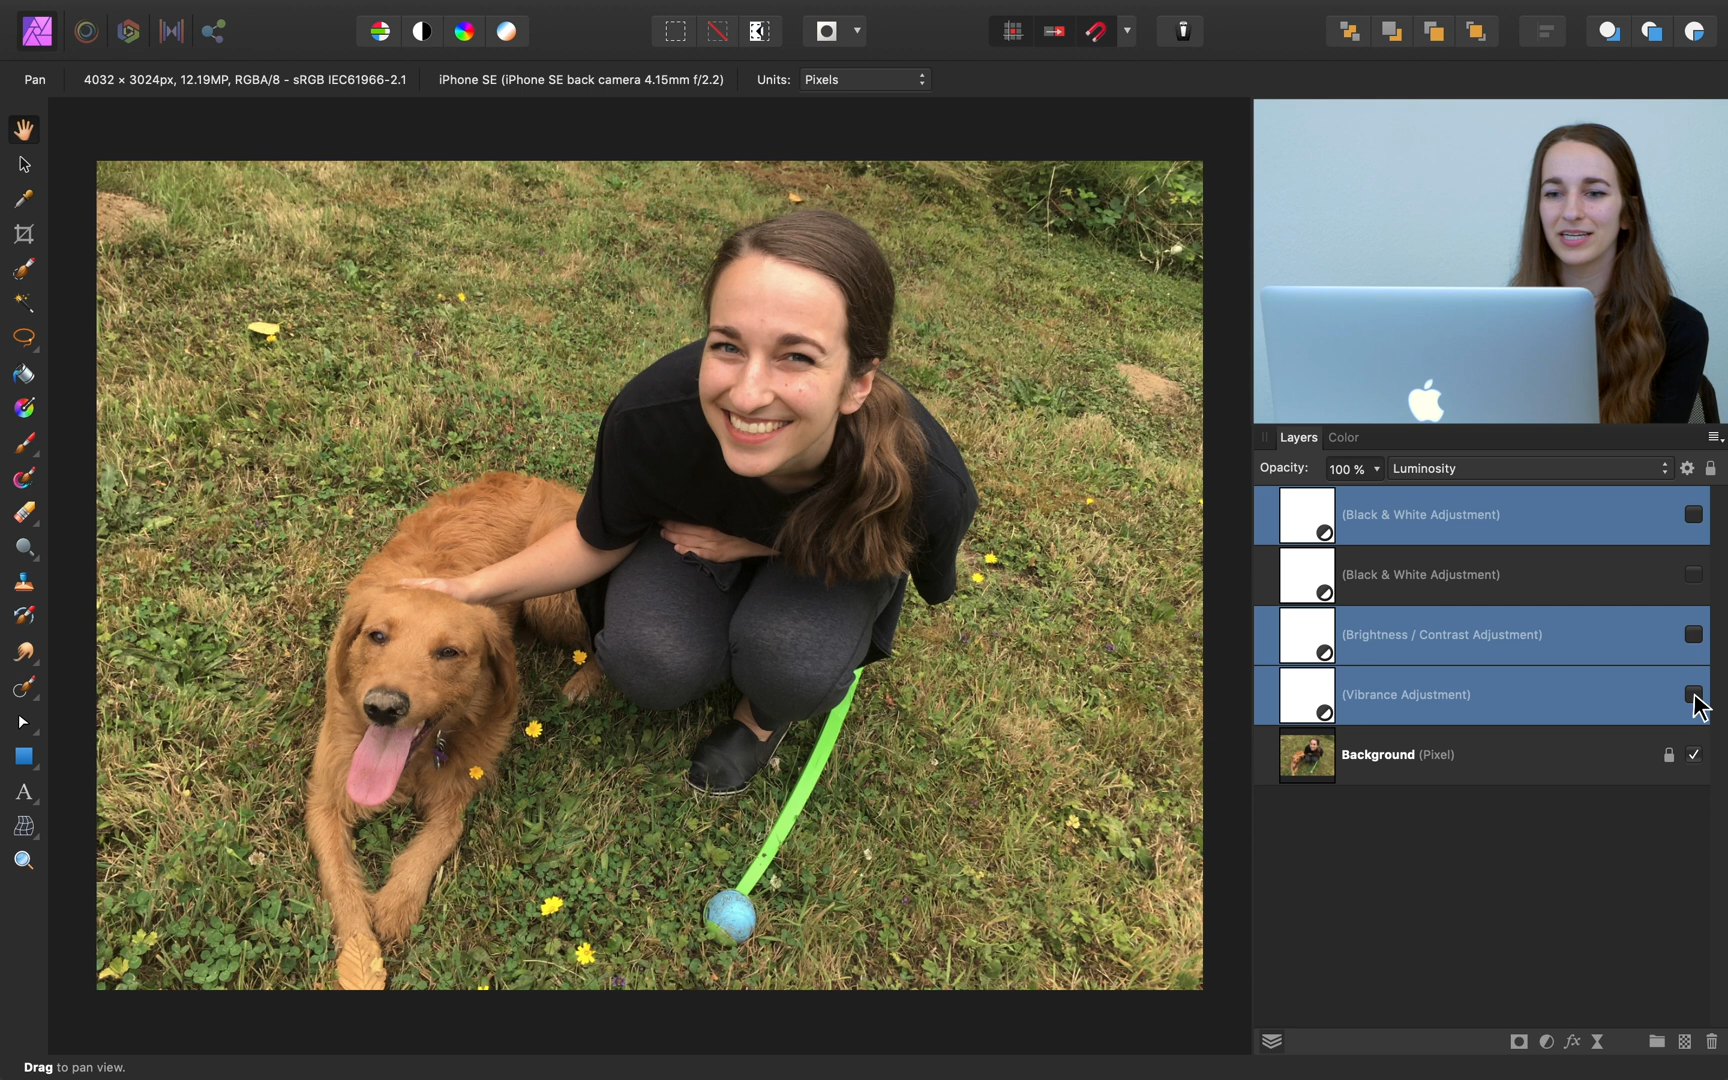 Pan
4032 × 3024px, 12.19MP, RGBA/8 - sRGB IEC61966-2.1
iPhone SE (iPhone SE back camera 4.15mm f/2.2)
Units:
Pixels
Layers
Color
Opacity:
100 %
Luminosity
(Black & White Adjustment)
(Black & White Adjustment)
(Brightness / Contrast Adjustment)
(Vibrance Adjustment)
Background (Pixel)
fx
A
Drag to pan view.